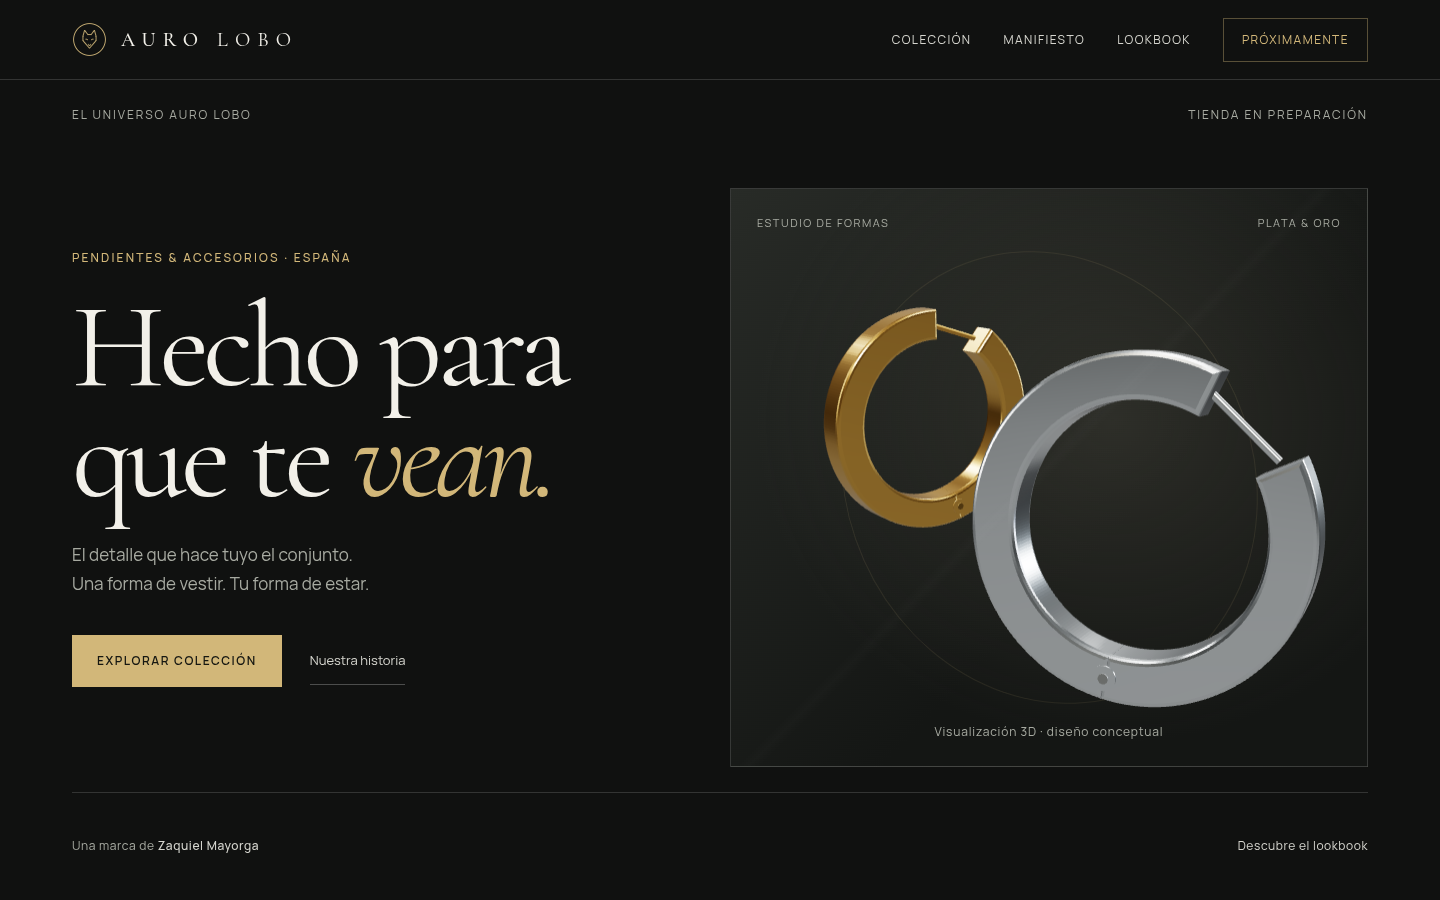 AURO LOBO
COLECCIÓN
MANIFIESTO
LOOKBOOK
PRÓXIMAMENTE
EL UNIVERSO AURO LOBO
TIENDA EN PREPARACIÓN
PENDIENTES & ACCESORIOS · ESPAÑA
Hecho para
que te vean.
El detalle que hace tuyo el conjunto.
Una forma de vestir. Tu forma de estar.
EXPLORAR COLECCIÓN
Nuestra historia
ESTUDIO DE FORMAS
PLATA & ORO
Visualización 3D · diseño conceptual
Una marca de Zaquiel Mayorga
Descubre el lookbook